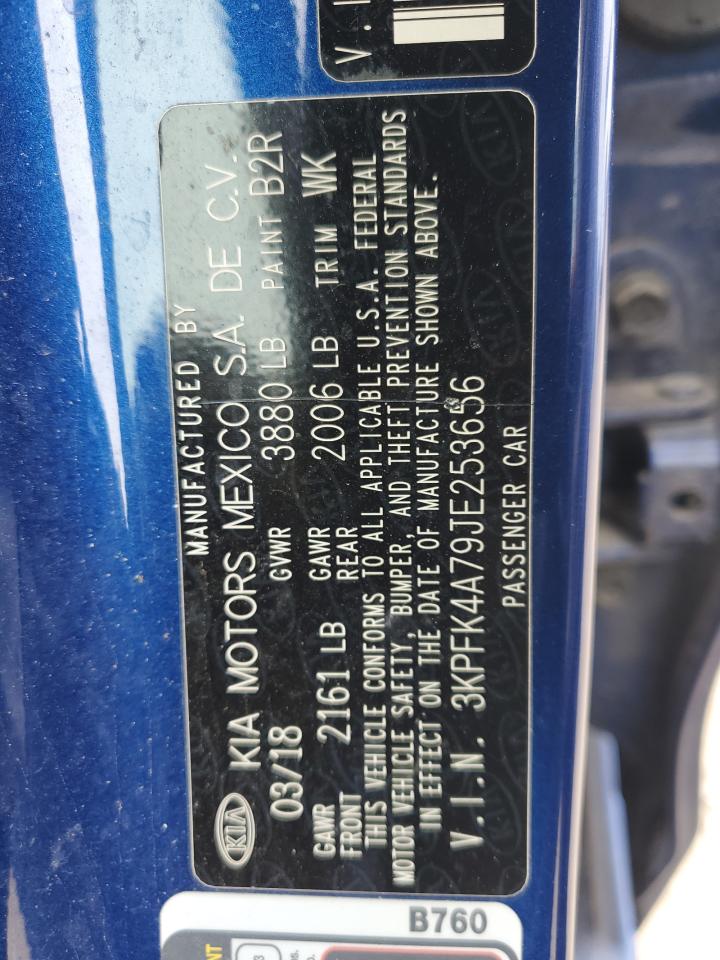 V.I
MANUFACTURED BY
KIA KIA MOTORS MEXICO S.A. DE C.V.
03/18 GVWR 3880 LB PAINT B2R
GAWR FRONT 2161 LB GAWR REAR 2006 LB TRIM WK
THIS VEHICLE CONFORMS TO ALL APPLICABLE U.S.A. FEDERAL
MOTOR VEHICLE SAFETY, BUMPER, AND THEFT PREVENTION STANDARDS
IN EFFECT ON THE DATE OF MANUFACTURE SHOWN ABOVE.
V.I.N. 3KPFK4A79JE253656
PASSENGER CAR
B760